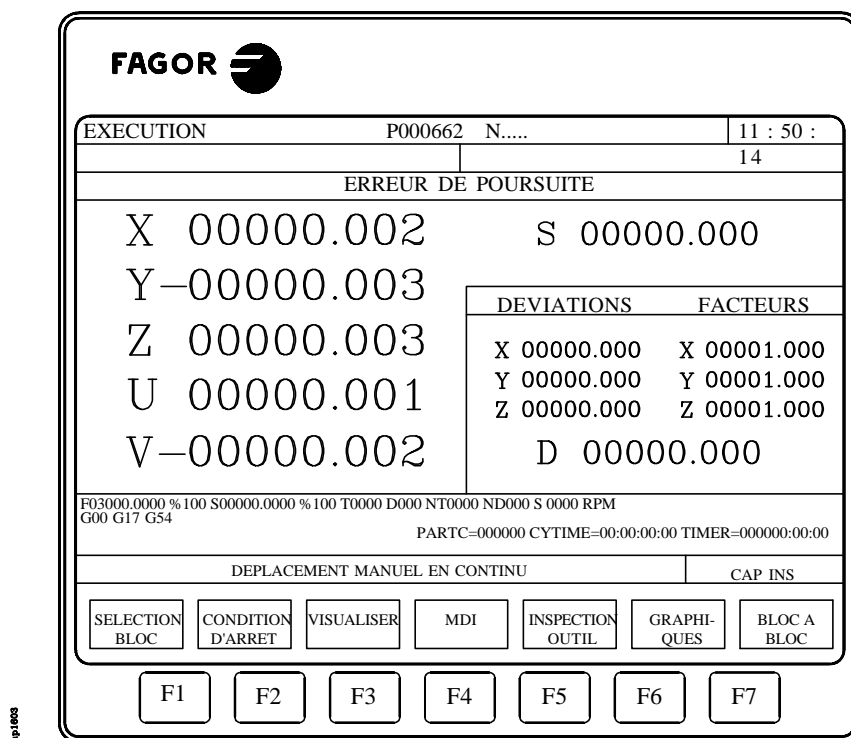 FAGOR
EXECUTION P000662 N..... 11 : 50 :
14
ERREUR DE POURSUITE
X 00000.002 S 00000.000
Y-00000.003
DEVIATIONS FACTEURS
Z 00000.003 X 00000.000 X 00001.000
Y 00000.000 Y 00001.000
U 00000.001 Z 00000.000 Z 00001.000
V-00000.002 D 00000.000
F03000.0000 %100 S00000.0000 %100 T0000 D000 NT0000 ND000 S 0000 RPM
G00 G17 G54
PARTC=000000 CYTIME=00:00:00:00 TIMER=000000:00:00
DEPLACEMENT MANUEL EN CONTINU CAP INS
SELECTION BLOC
CONDITION D'ARRET
VISUALISER
MDI
INSPECTION OUTIL
GRAPHI-
QUES
BLOC A BLOC
F1 F2 F3 F4 F5 F6 F7